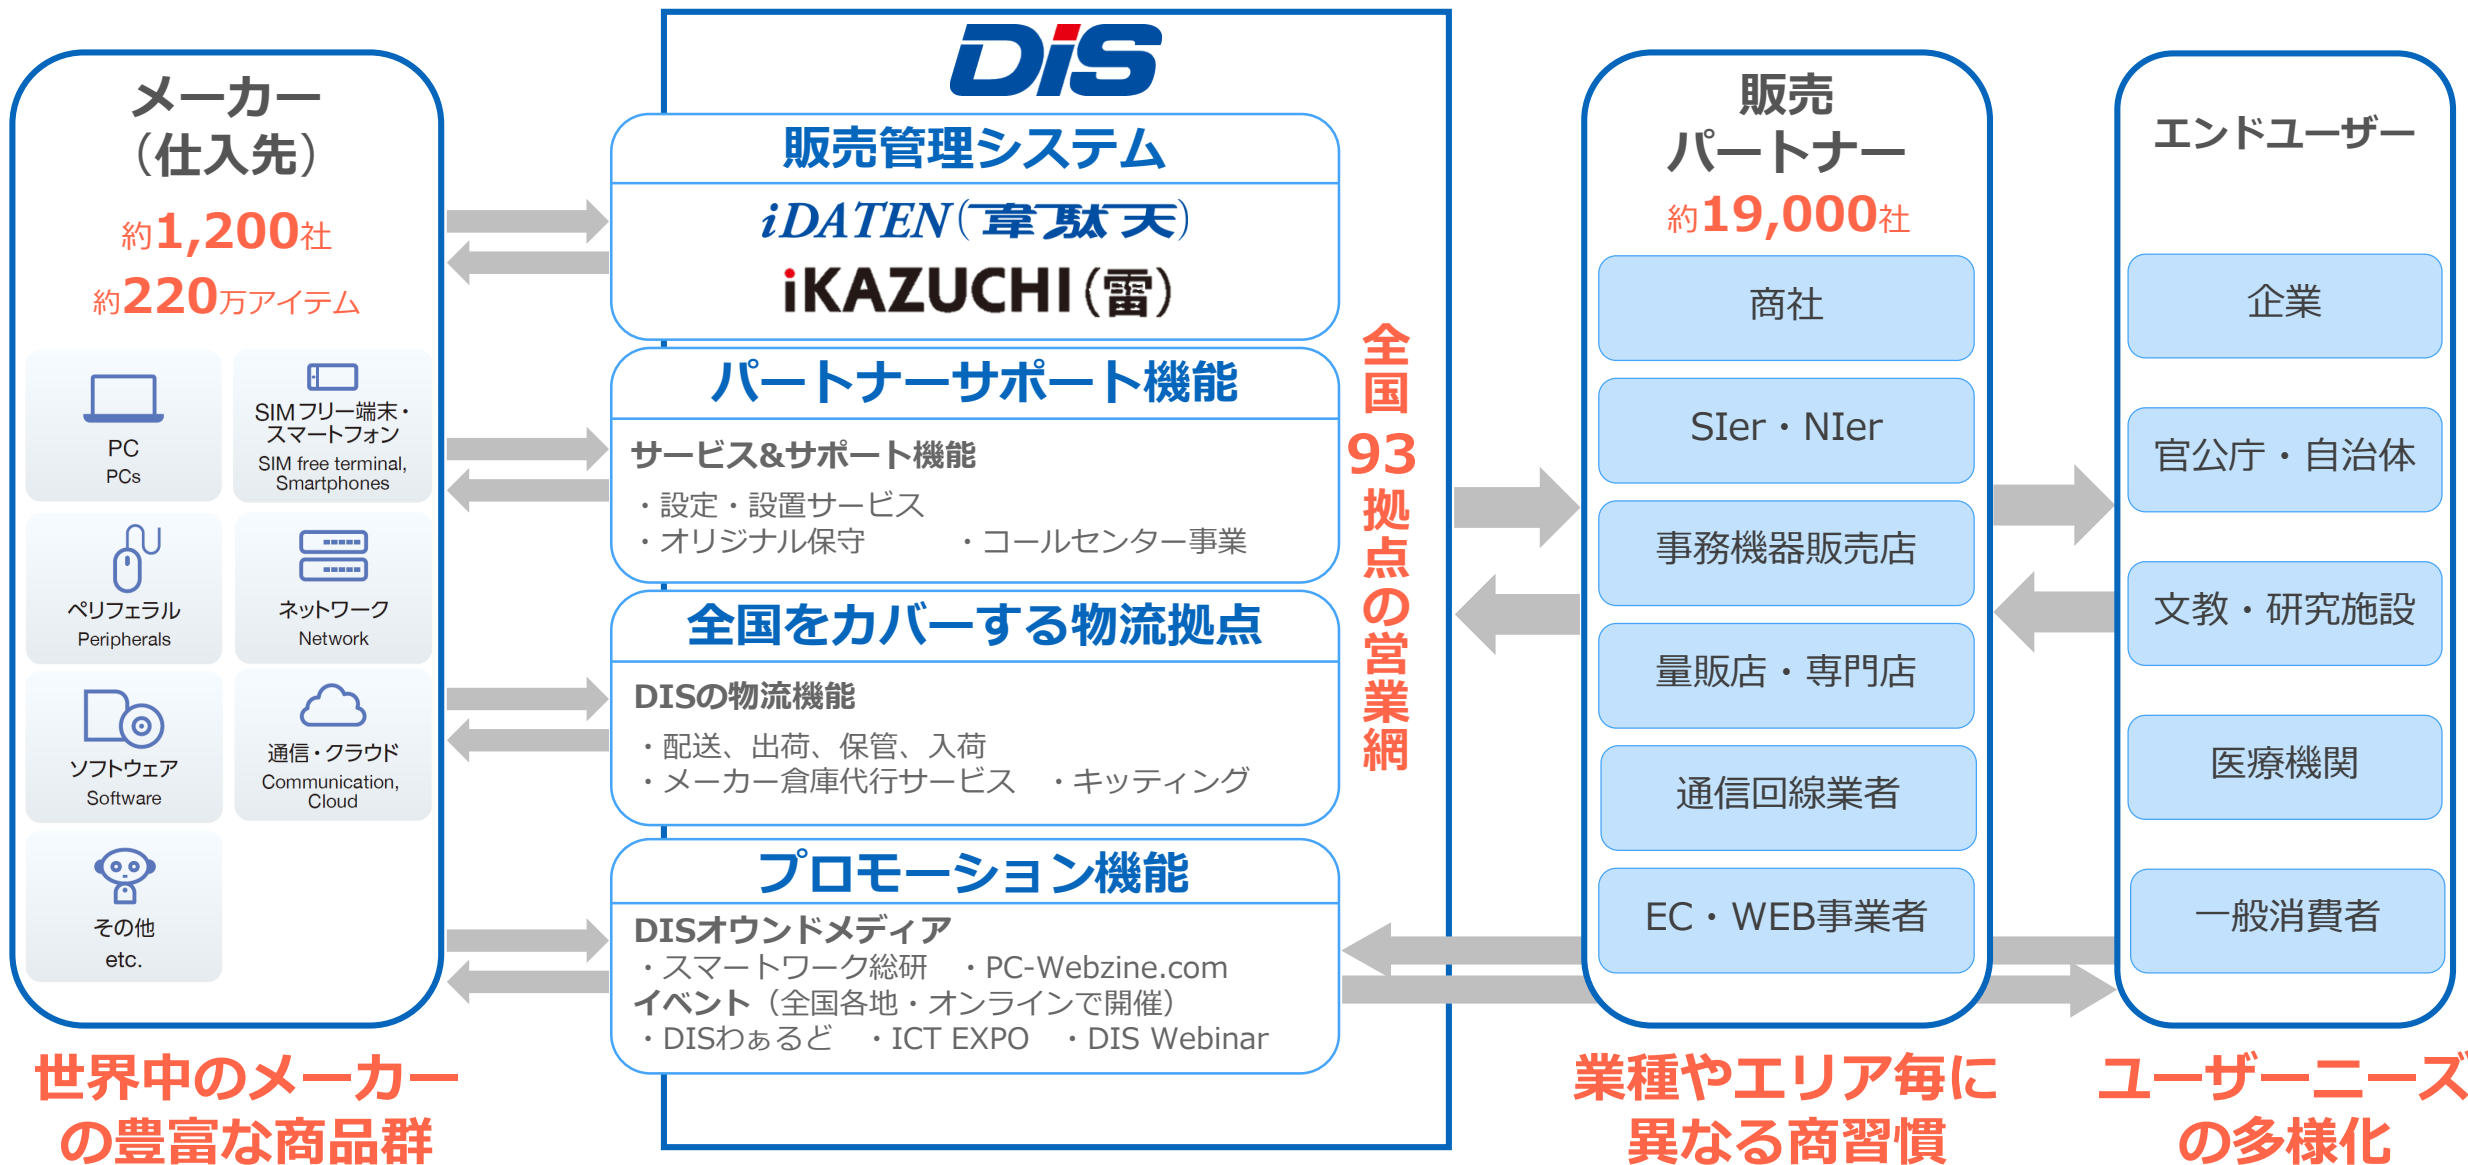 メーカー
（仕入先）
約1,200社
約220万アイテム
PC
PCs
SIMフリー端末・
スマートフォン
SIM free terminal,
Smartphones
ペリフェラル
Peripherals
ネットワーク
Network
ソフトウェア
Software
通信・クラウド
Communication,
Cloud
その他
etc.
世界中のメーカー
の豊富な商品群
DiS
販売管理システム
iDATEN(韋駄天)
iKAZUCHI(雷)
パートナーサポート機能
サービス&サポート機能
・設定・設置サービス
・オリジナル保守　・コールセンター事業
全国をカバーする物流拠点
DISの物流機能
・配送、出荷、保管、入荷
・メーカー倉庫代行サービス　・キッティング
プロモーション機能
DISオウンドメディア
・スマートワーク総研　・PC-Webzine.com
イベント（全国各地・オンラインで開催）
・DISわぁるど　・ICT EXPO　・DIS Webinar
全国93拠点の営業網
販売
パートナー
約19,000社
商社
SIer・NIer
事務機器販売店
量販店・専門店
通信回線業者
EC・WEB事業者
業種やエリア毎に
異なる商習慣
エンドユーザー
企業
官公庁・自治体
文教・研究施設
医療機関
一般消費者
ユーザーニーズ
の多様化